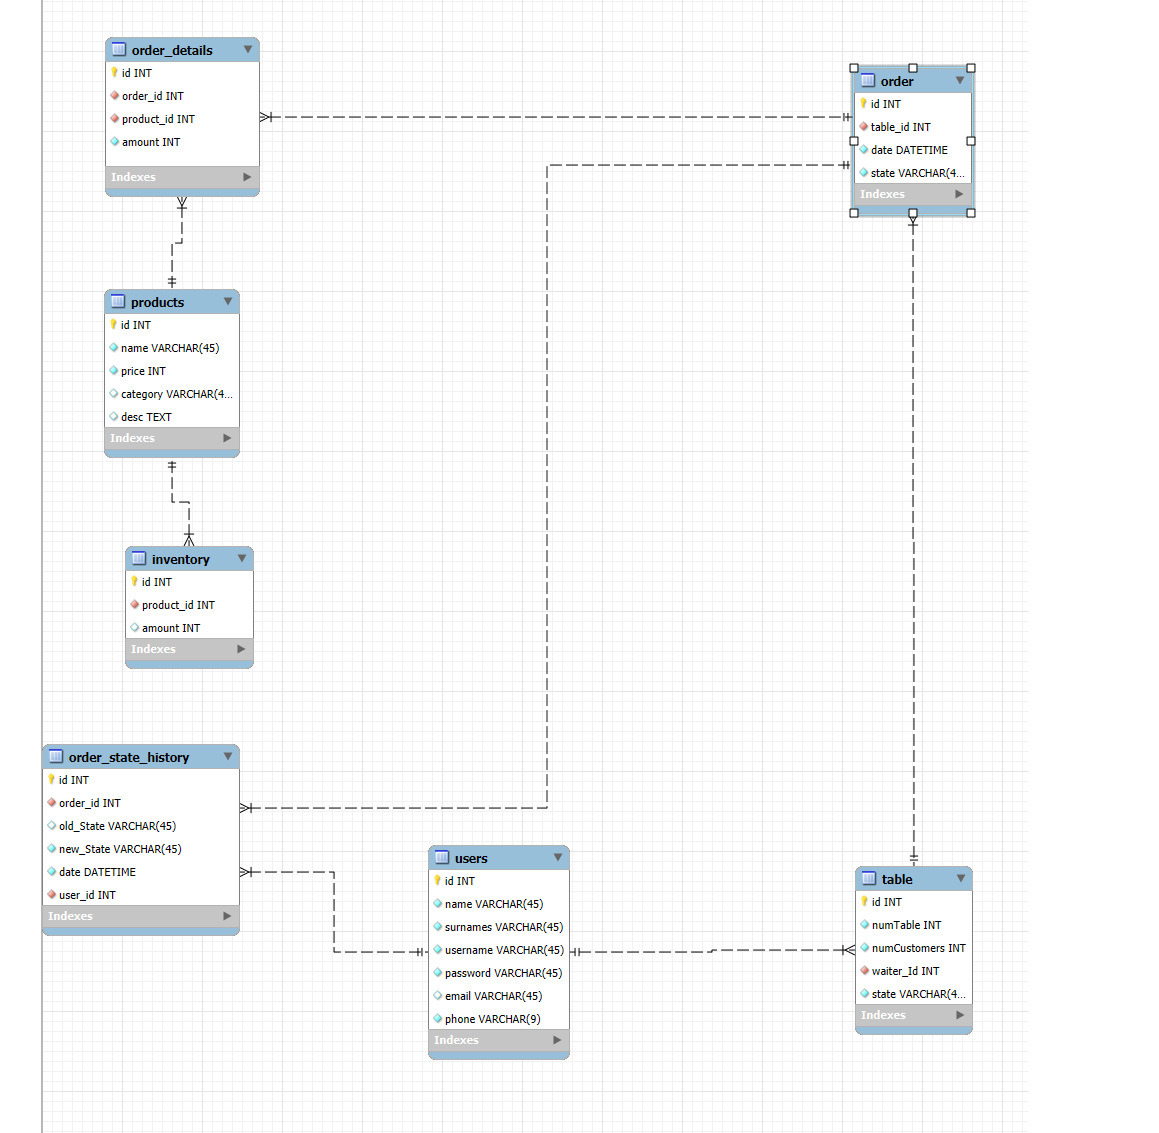 order_details
id INT
order_id INT
product_id INT
amount INT
Indexes
order
id INT
table_id INT
date DATETIME
state VARCHAR(4...
Indexes
products
id INT
name VARCHAR(45)
price INT
category VARCHAR(4...
desc TEXT
Indexes
inventory
id INT
product_id INT
amount INT
Indexes
order_state_history
id INT
order_id INT
old_State VARCHAR(45)
new_State VARCHAR(45)
date DATETIME
user_id INT
Indexes
users
id INT
name VARCHAR(45)
surnames VARCHAR(45)
username VARCHAR(45)
password VARCHAR(45)
email VARCHAR(45)
phone VARCHAR(9)
Indexes
table
id INT
numTable INT
numCustomers INT
waiter_Id INT
state VARCHAR(4...
Indexes